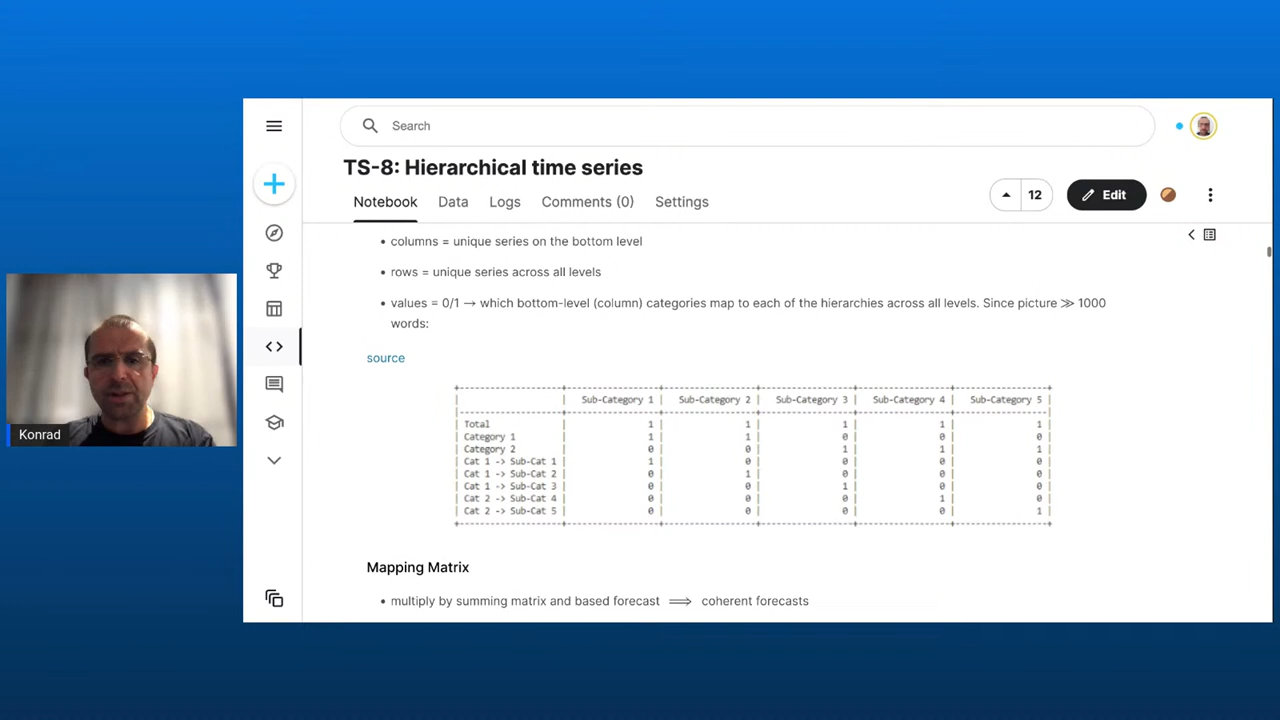 Search
TS-8: Hierarchical time series
12
Edit
Notebook
Data
Logs
Comments (0)
Settings
• columns = unique series on the bottom level
• rows = unique series across all levels
• values = 0/1 → which bottom-level (column) categories map to each of the hierarchies across all levels. Since picture ≫ 1000
words:
source
Sub-Category 1 | Sub-Category 2 | Sub-Category 3 | Sub-Category 4 | Sub-Category 5
Total | 1 | 1 | 1 | 1 | 1
Category 1 | 1 | 1 | 0 | 0 | 0
Category 2 | 0 | 0 | 1 | 1 | 1
Cat 1 -> Sub-Cat 1 | 1 | 0 | 0 | 0 | 0
Cat 1 -> Sub-Cat 2 | 0 | 1 | 0 | 0 | 0
Cat 1 -> Sub-Cat 3 | 0 | 0 | 1 | 0 | 0
Cat 2 -> Sub-Cat 4 | 0 | 0 | 0 | 1 | 0
Cat 2 -> Sub-Cat 5 | 0 | 0 | 0 | 0 | 1
Mapping Matrix
• multiply by summing matrix and based forecast ⟹ coherent forecasts
Konrad